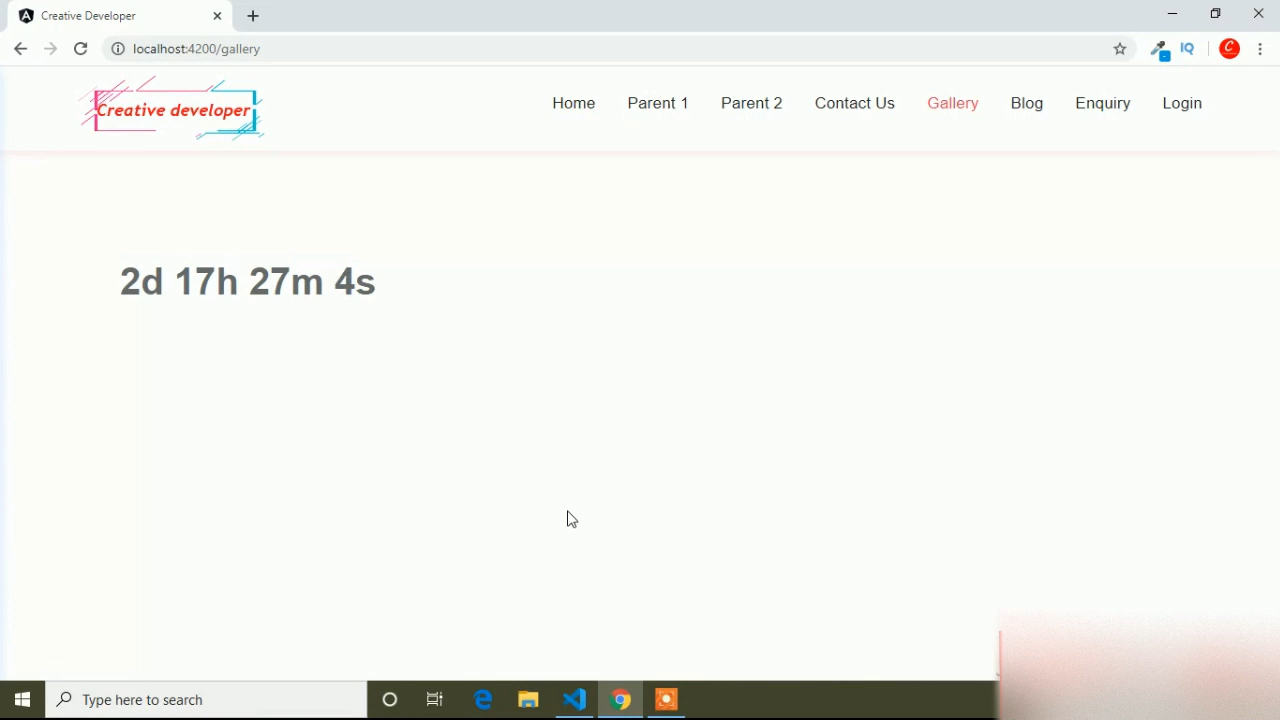 Creative Developer
localhost:4200/gallery
IQ
Creative developer
Home Parent 1 Parent 2 Contact Us Gallery Blog Enquiry Login
2d 17h 27m 4s
Type here to search